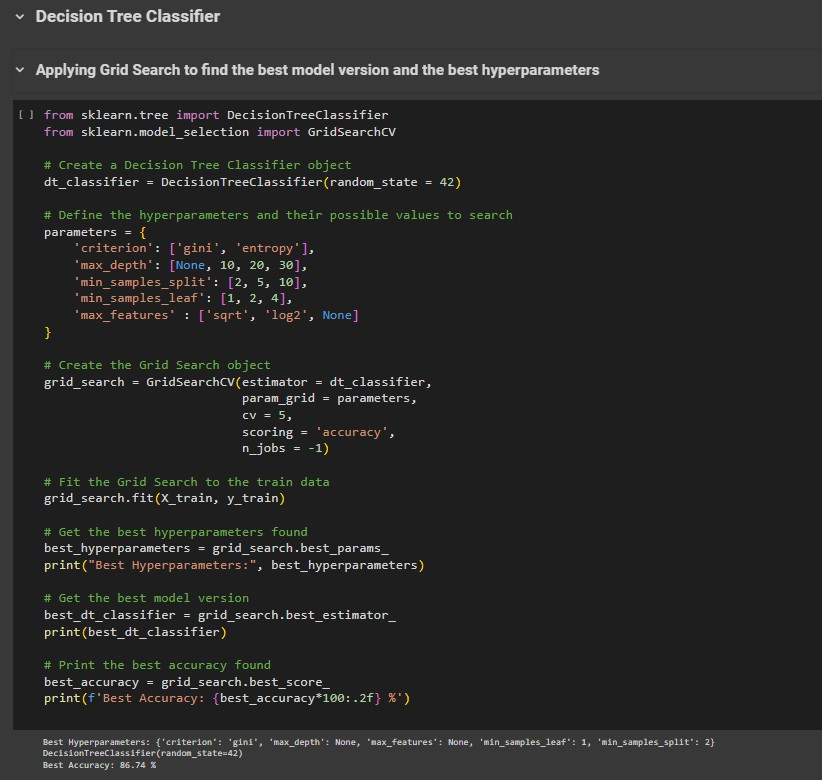 Decision Tree Classifier
Applying Grid Search to find the best model version and the best hyperparameters
[ ] from sklearn.tree import DecisionTreeClassifier
from sklearn.model_selection import GridSearchCV
# Create a Decision Tree Classifier object
dt_classifier = DecisionTreeClassifier(random_state = 42)
# Define the hyperparameters and their possible values to search
parameters = {
    'criterion': ['gini', 'entropy'],
    'max_depth': [None, 10, 20, 30],
    'min_samples_split': [2, 5, 10],
    'min_samples_leaf': [1, 2, 4],
    'max_features' : ['sqrt', 'log2', None]
}
# Create the Grid Search object
grid_search = GridSearchCV(estimator = dt_classifier,
                           param_grid = parameters,
                           cv = 5,
                           scoring = 'accuracy',
                           n_jobs = -1)
# Fit the Grid Search to the train data
grid_search.fit(X_train, y_train)
# Get the best hyperparameters found
best_hyperparameters = grid_search.best_params_
print("Best Hyperparameters:", best_hyperparameters)
# Get the best model version
best_dt_classifier = grid_search.best_estimator_
print(best_dt_classifier)
# Print the best accuracy found
best_accuracy = grid_search.best_score_
print(f'Best Accuracy: {best_accuracy*100:.2f} %')
Best Hyperparameters: {'criterion': 'gini', 'max_depth': None, 'max_features': None, 'min_samples_leaf': 1, 'min_samples_split': 2}
DecisionTreeClassifier(random_state=42)
Best Accuracy: 86.74 %